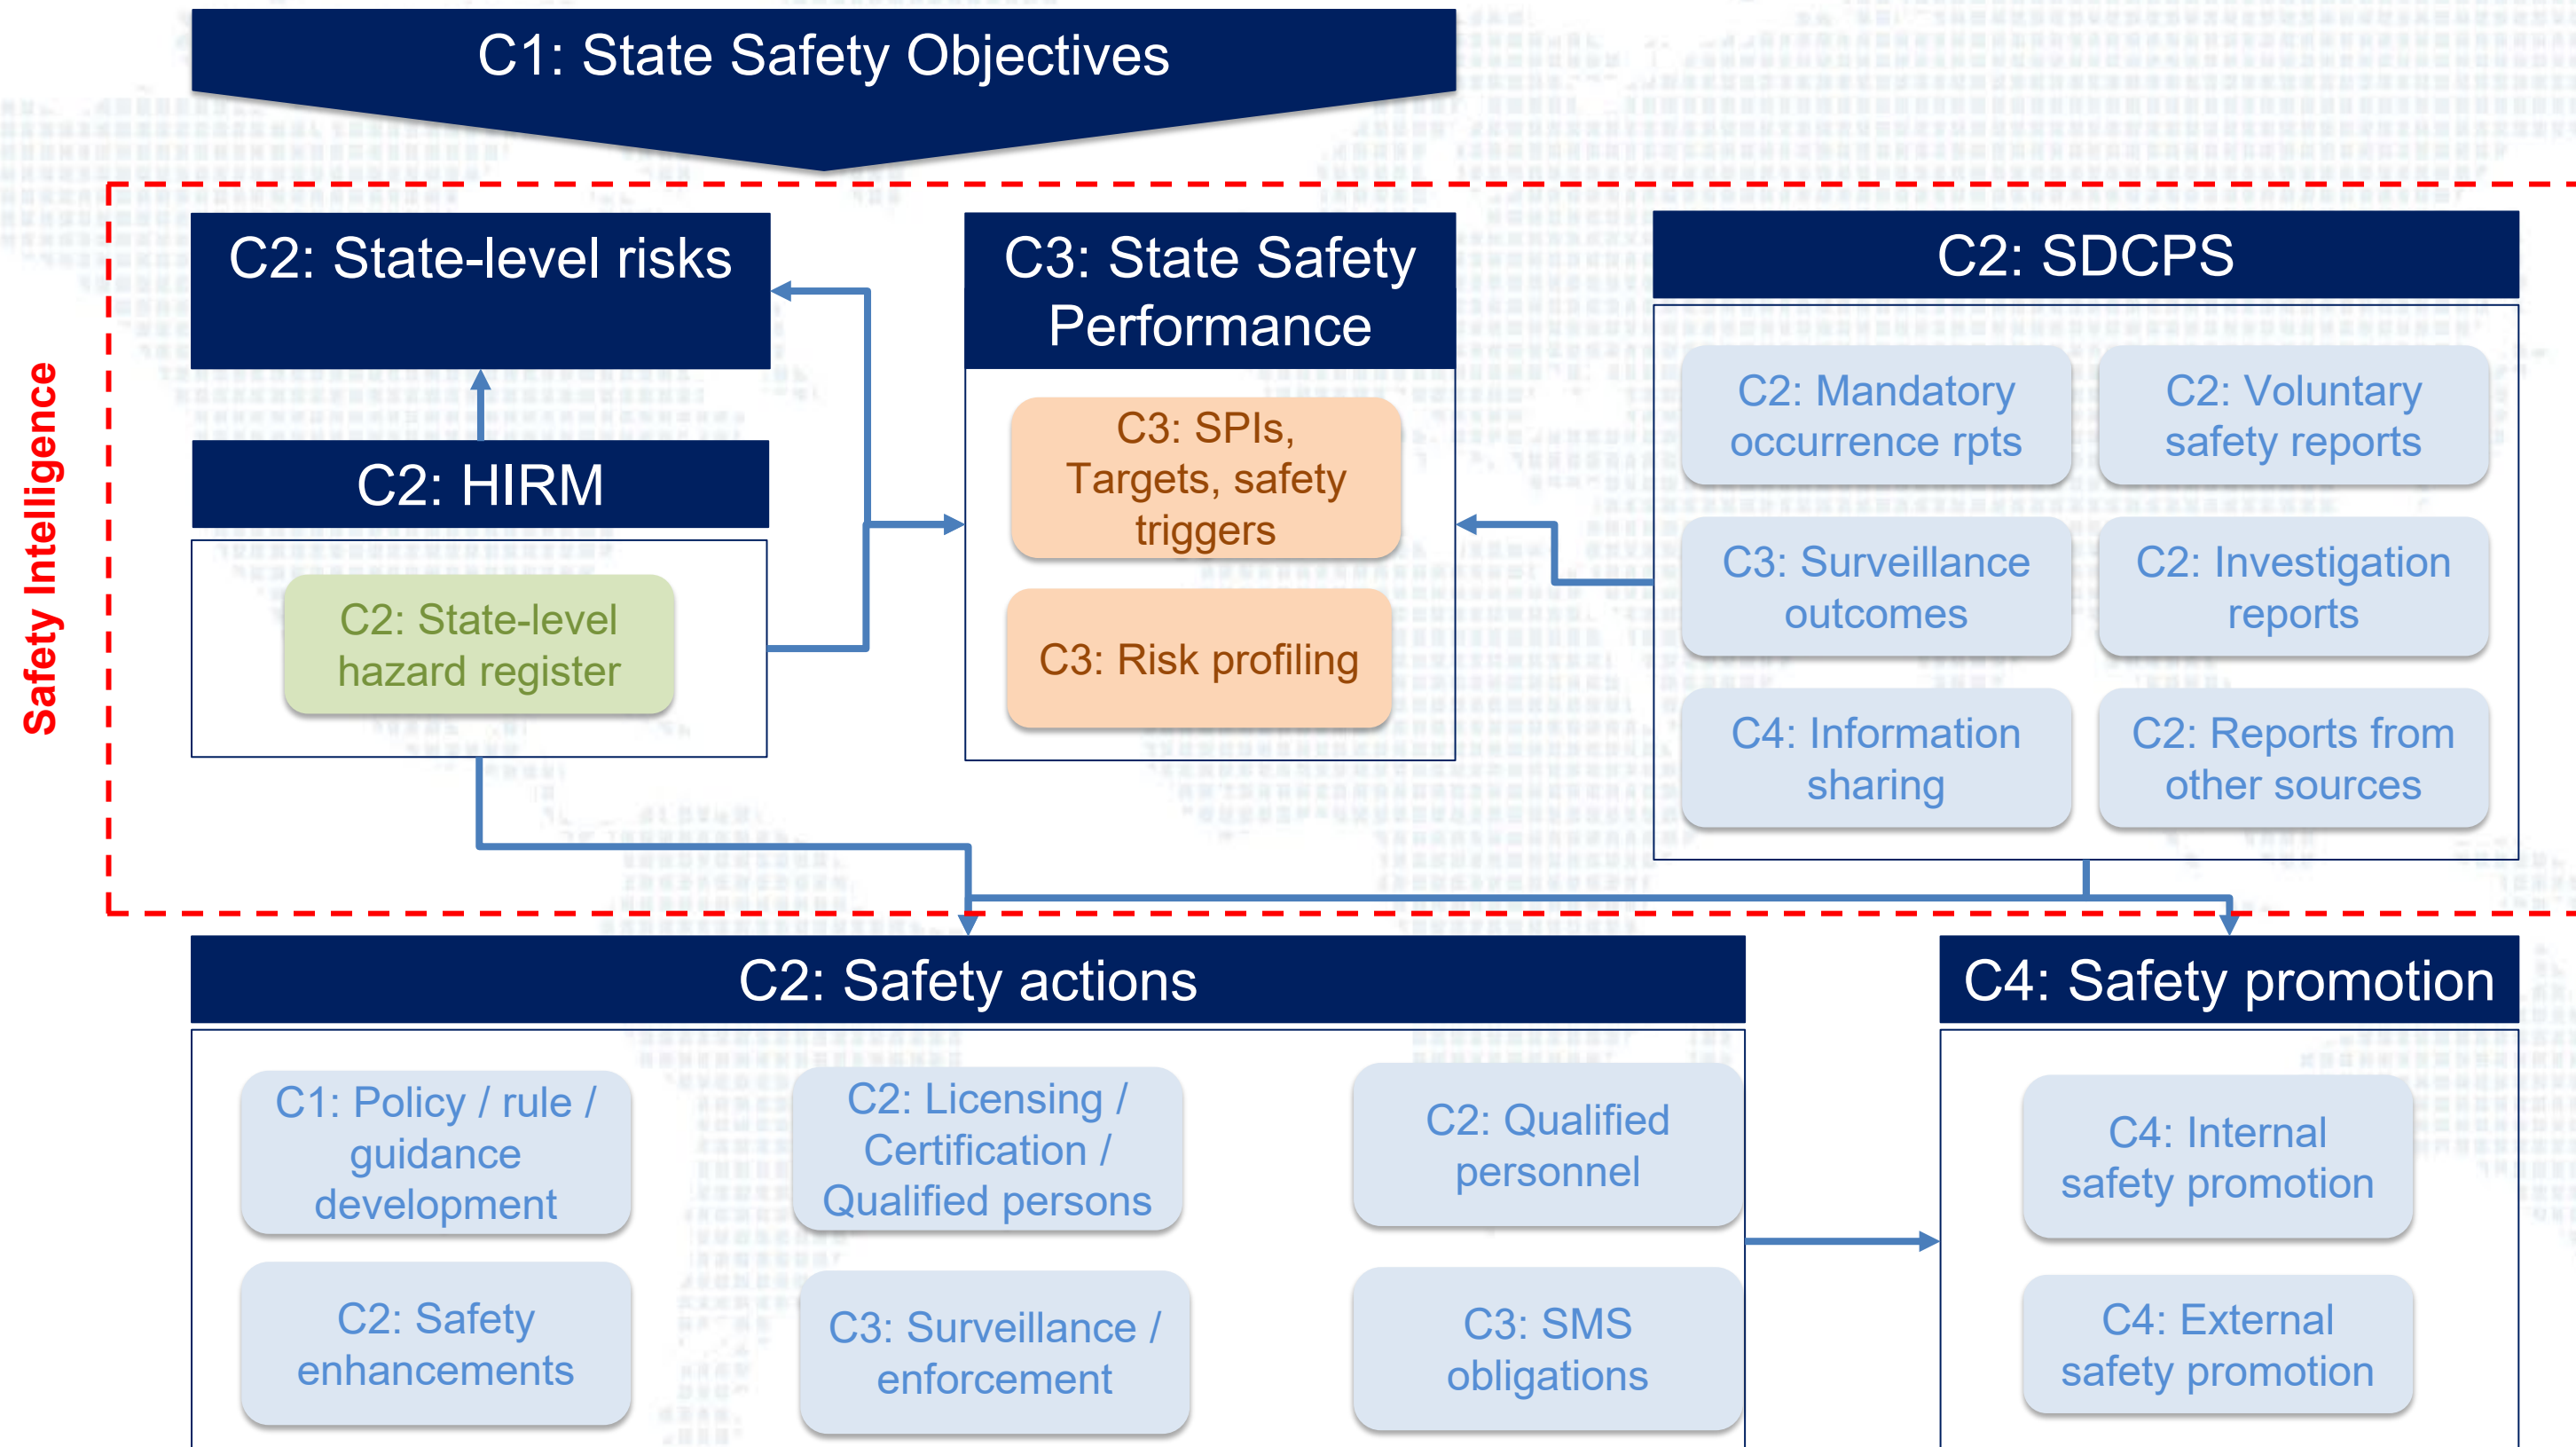 C1: State Safety Objectives
Safety Intelligence
C2: State-level risks
C2: HIRM
C2: State-level
hazard register
C3: State Safety
Performance
C3: SPIs,
Targets, safety
triggers
C3: Risk profiling
C2: SDCPS
C2: Mandatory
occurrence rpts
C2: Voluntary
safety reports
C3: Surveillance
outcomes
C2: Investigation
reports
C4: Information
sharing
C2: Reports from
other sources
C2: Safety actions
C1: Policy / rule /
guidance
development
C2: Licensing /
Certification /
Qualified persons
C2: Qualified
personnel
C2: Safety
enhancements
C3: Surveillance /
enforcement
C3: SMS
obligations
C4: Safety promotion
C4: Internal
safety promotion
C4: External
safety promotion